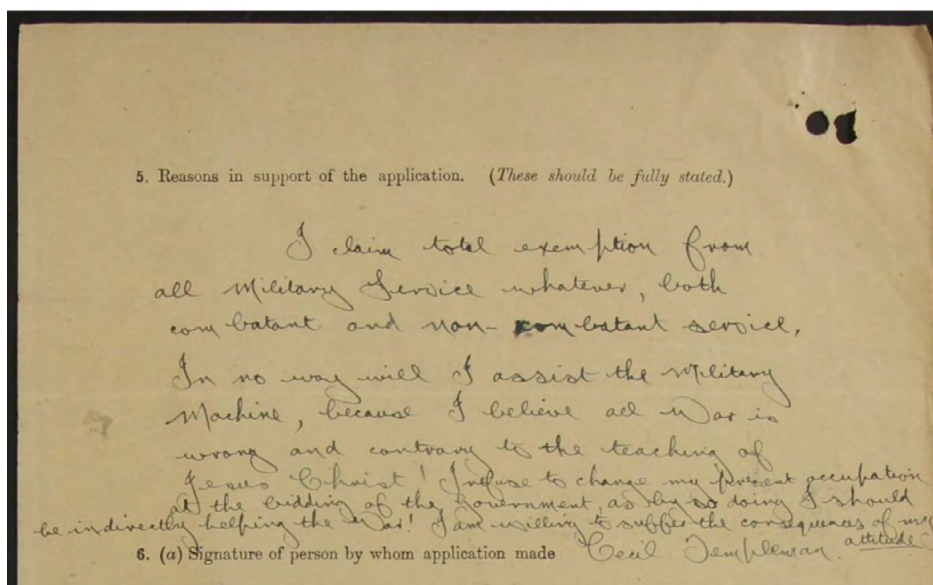 5. Reasons in support of the application. (These should be fully stated.)
I claim total exemption from
all Military Service whatever, both
combatant and non-combatant service.
In no way will I assist the Military
Machine, because I believe all War is
wrong and contrary to the teaching of
Jesus Christ! I refuse to change my present occupation
at the bidding of the Government, as by so doing I should
be indirectly helping the War! I am willing to suffer the consequences of my
attitude
6. (a) Signature of person by whom application made Cecil Templeman